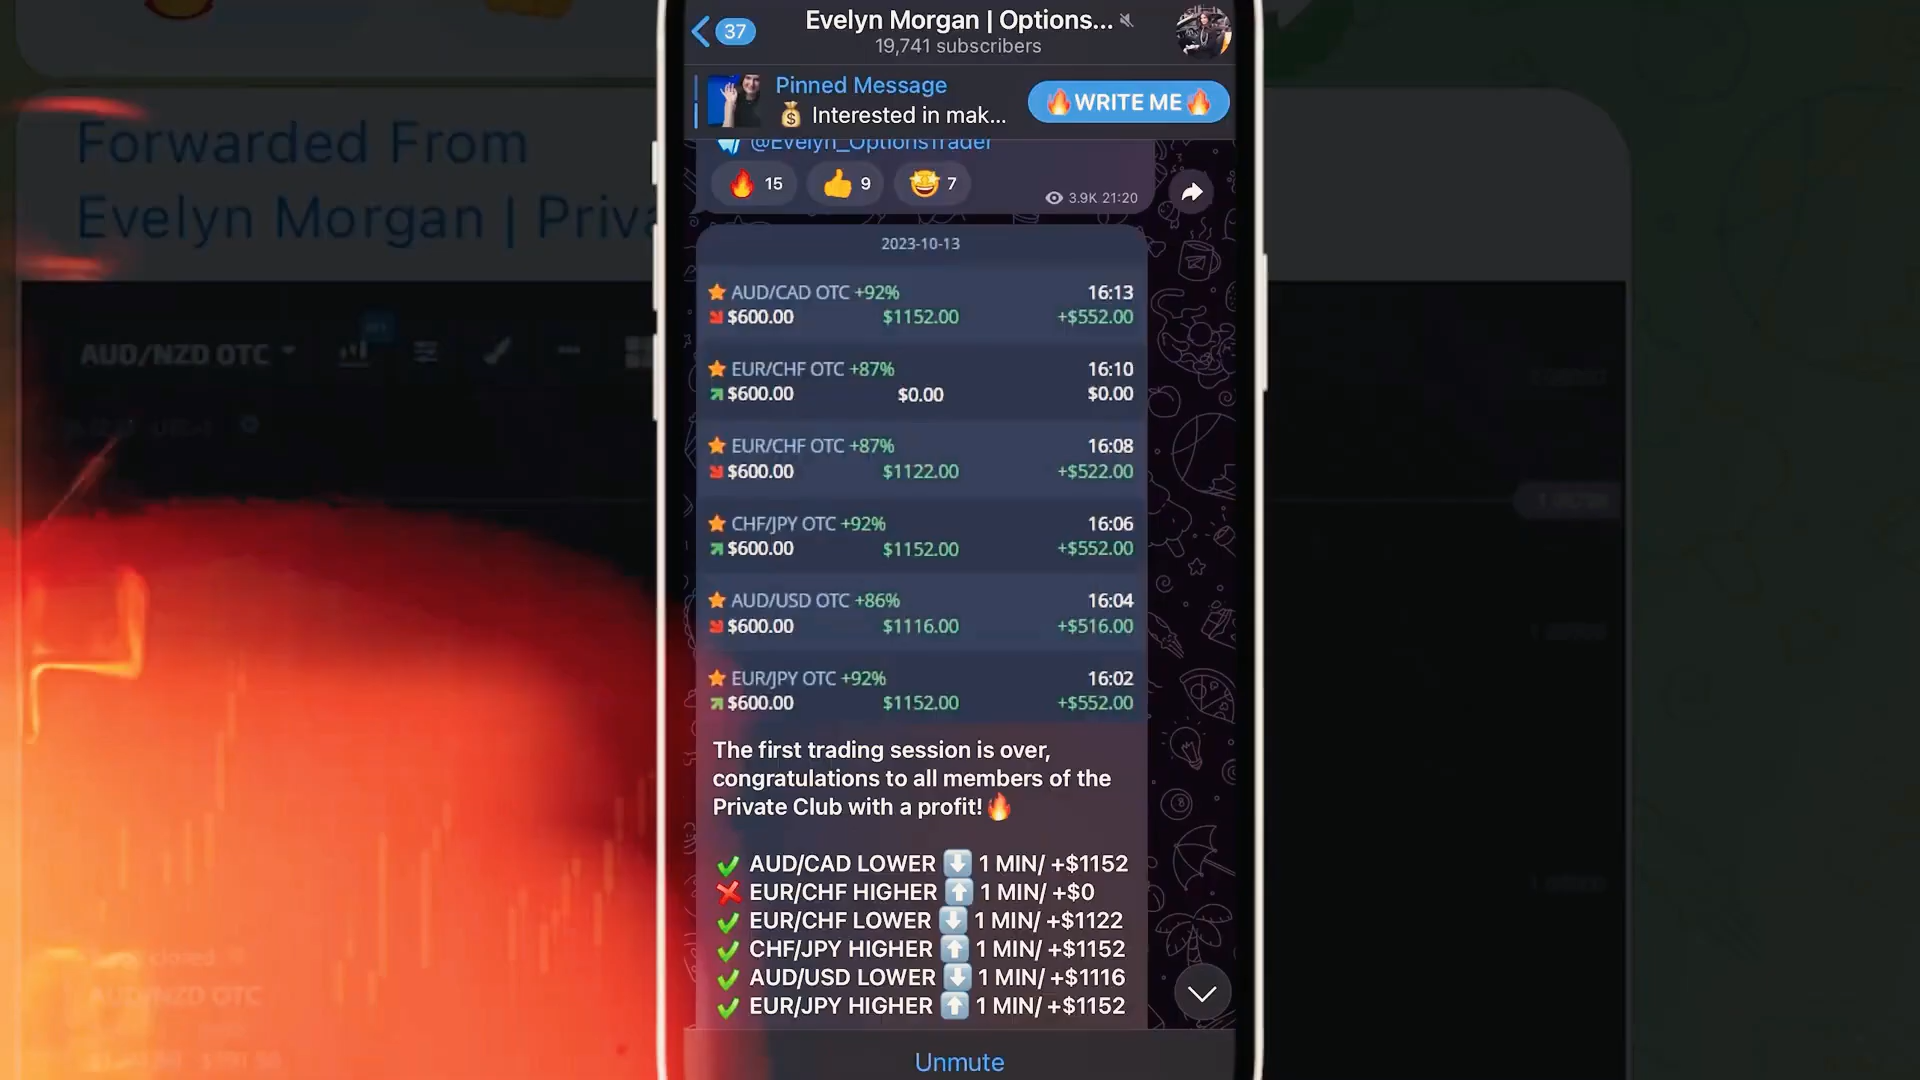 37
Evelyn Morgan | Options...
19,741 subscribers
Pinned Message
Interested in mak...
WRITE ME
@Evelyn_OptionsTrader
15
9
7
3.9K 21:20
2023-10-13
AUD/CAD OTC +92% 16:13
$600.00 $1152.00 +$552.00
EUR/CHF OTC +87% 16:10
$600.00 $0.00 $0.00
EUR/CHF OTC +87% 16:08
$600.00 $1122.00 +$522.00
CHF/JPY OTC +92% 16:06
$600.00 $1152.00 +$552.00
AUD/USD OTC +86% 16:04
$600.00 $1116.00 +$516.00
EUR/JPY OTC +92% 16:02
$600.00 $1152.00 +$552.00
The first trading session is over,
congratulations to all members of the
Private Club with a profit!
AUD/CAD LOWER 1 MIN/ +$1152
EUR/CHF HIGHER 1 MIN/ +$0
EUR/CHF LOWER 1 MIN/ +$1122
CHF/JPY HIGHER 1 MIN/ +$1152
AUD/USD LOWER 1 MIN/ +$1116
EUR/JPY HIGHER 1 MIN/ +$1152
Unmute
Forwarded From
Evelyn Morgan |
AUD/NZD OTC
closed
AUD/NZD OTC